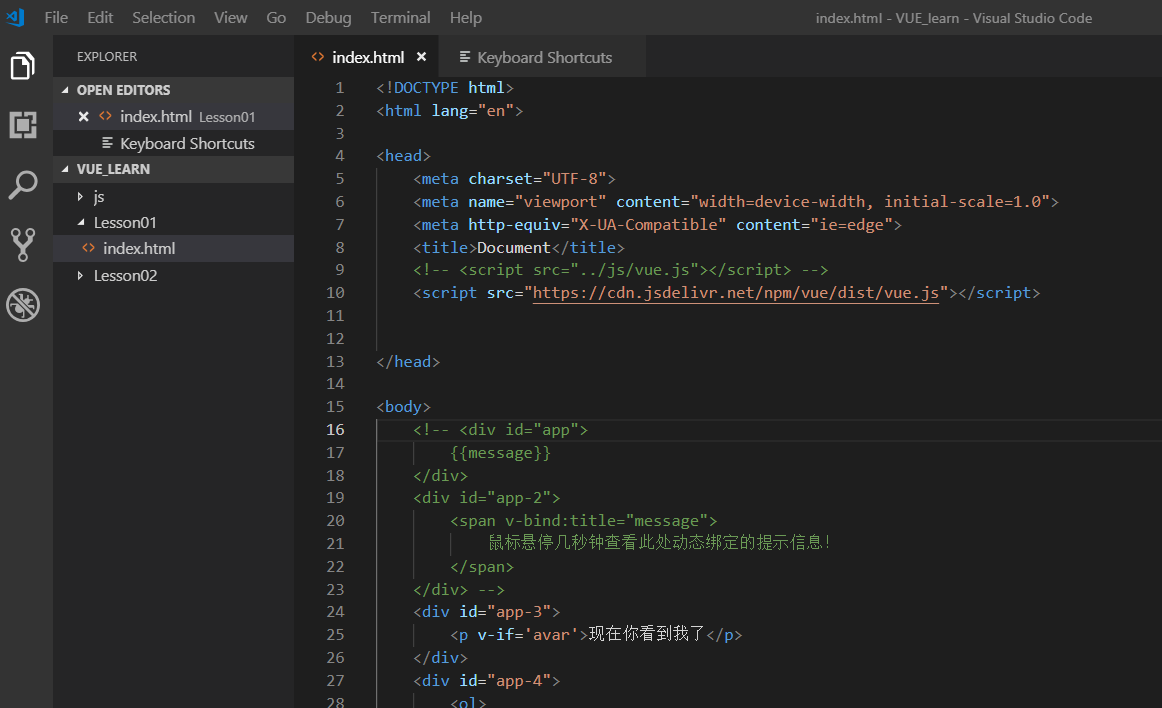 File Edit Selection View Go Debug Terminal Help index.html - VUE_learn - Visual Studio Code
EXPLORER
OPEN EDITORS
index.html Lesson01
Keyboard Shortcuts
VUE_LEARN
js
Lesson01
index.html
Lesson02
index.html Keyboard Shortcuts
1 <!DOCTYPE html>
2 <html lang="en">
3
4 <head>
5 <meta charset="UTF-8">
6 <meta name="viewport" content="width=device-width, initial-scale=1.0">
7 <meta http-equiv="X-UA-Compatible" content="ie=edge">
8 <title>Document</title>
9 <!-- <script src="../js/vue.js"></script> -->
10 <script src="https://cdn.jsdelivr.net/npm/vue/dist/vue.js"></script>
11
12
13 </head>
14
15 <body>
16 <!-- <div id="app">
17 {{message}}
18 </div>
19 <div id="app-2">
20 <span v-bind:title="message">
21 鼠标悬停几秒钟查看此处动态绑定的提示信息!
22 </span>
23 </div> -->
24 <div id="app-3">
25 <p v-if='avar'>现在你看到我了</p>
26 </div>
27 <div id="app-4">
28 <ol>